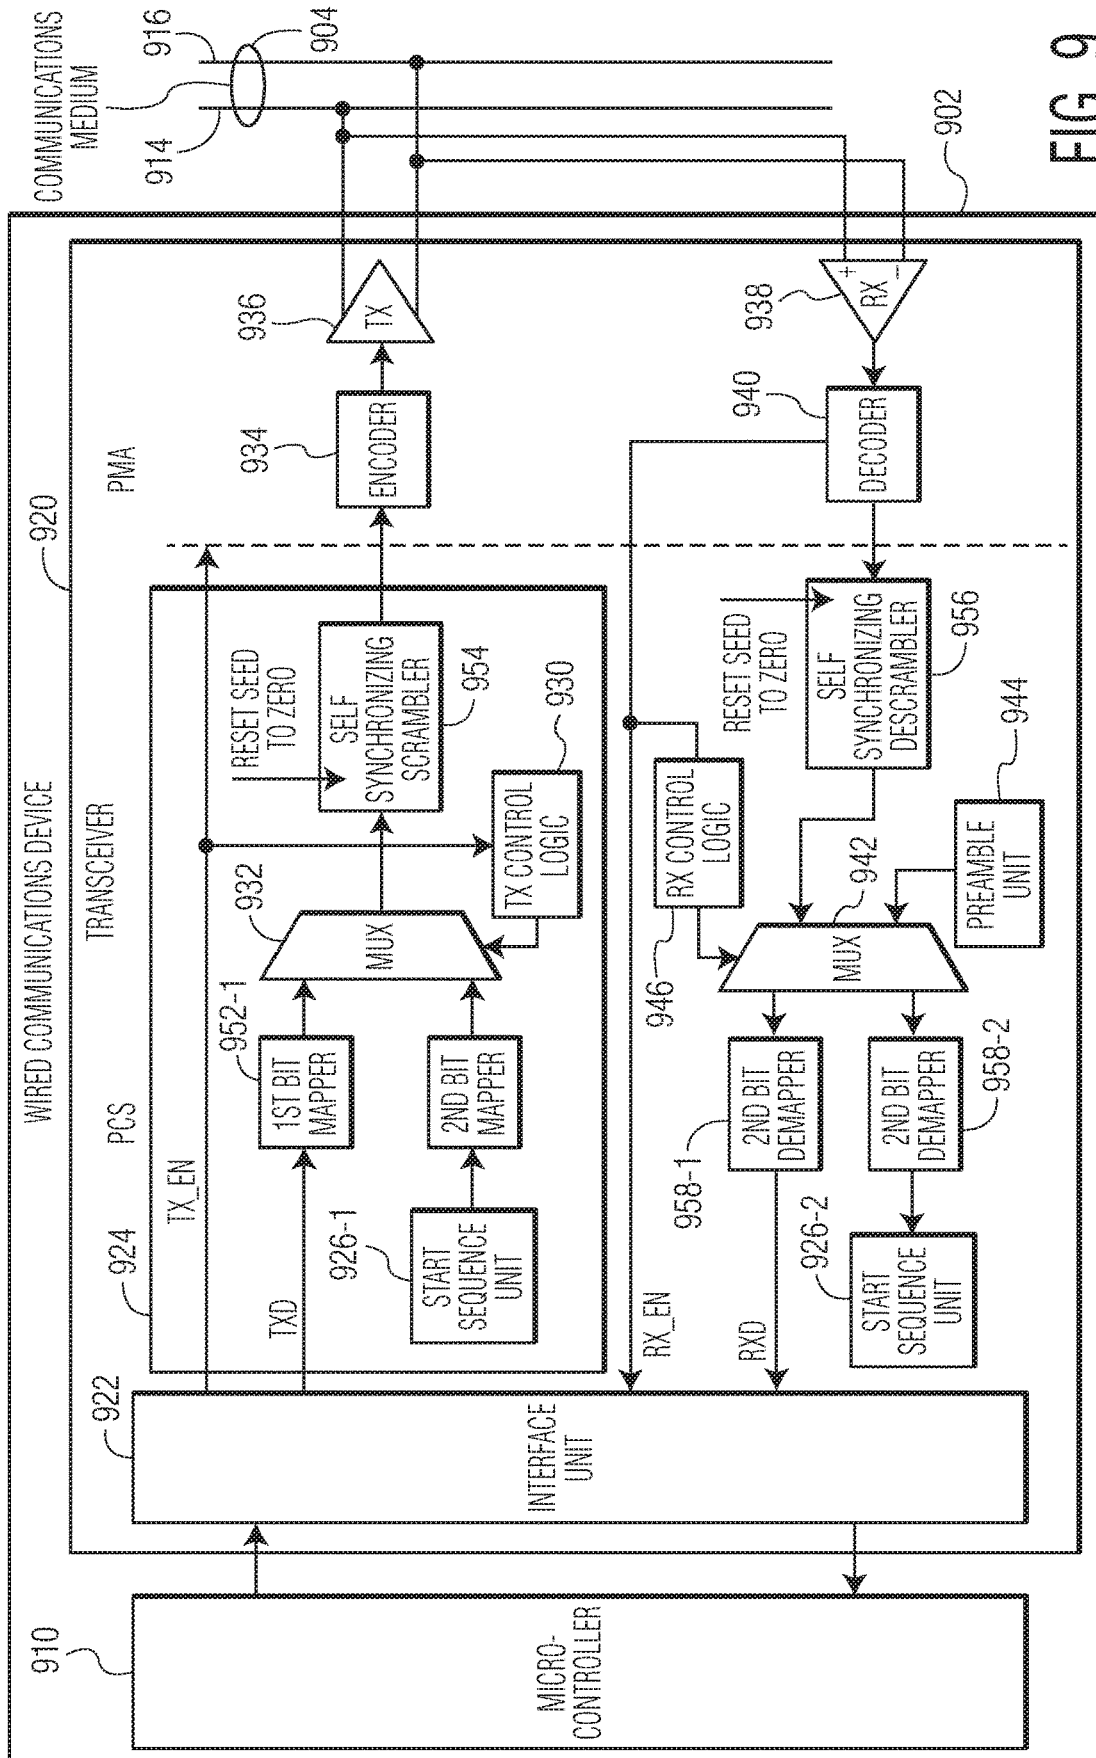 WIRED COMMUNICATIONS DEVICE
COMMUNICATIONS
MEDIUM
914
916
904
910
MICRO-
CONTROLLER
TRANSCEIVER
920
922
INTERFACE
UNIT
PCS
PMA
924
TX_EN
TXD
952-1
1ST BIT
MAPPER
926-1
START
SEQUENCE
UNIT
2ND BIT
MAPPER
932
MUX
RESET SEED
TO ZERO
SELF
SYNCHRONIZING
SCRAMBLER
954
930
TX CONTROL
LOGIC
934
ENCODER
936
TX
RX_EN
RXD
958-1
2ND BIT
DEMAPPER
926-2
START
SEQUENCE
UNIT
2ND BIT
DEMAPPER
958-2
946
RX CONTROL
LOGIC
MUX
942
RESET SEED
TO ZERO
SELF
SYNCHRONIZING
DESCRAMBLER
956
944
PREAMBLE
UNIT
940
DECODER
938
RX
+
−
902
FIG. 9